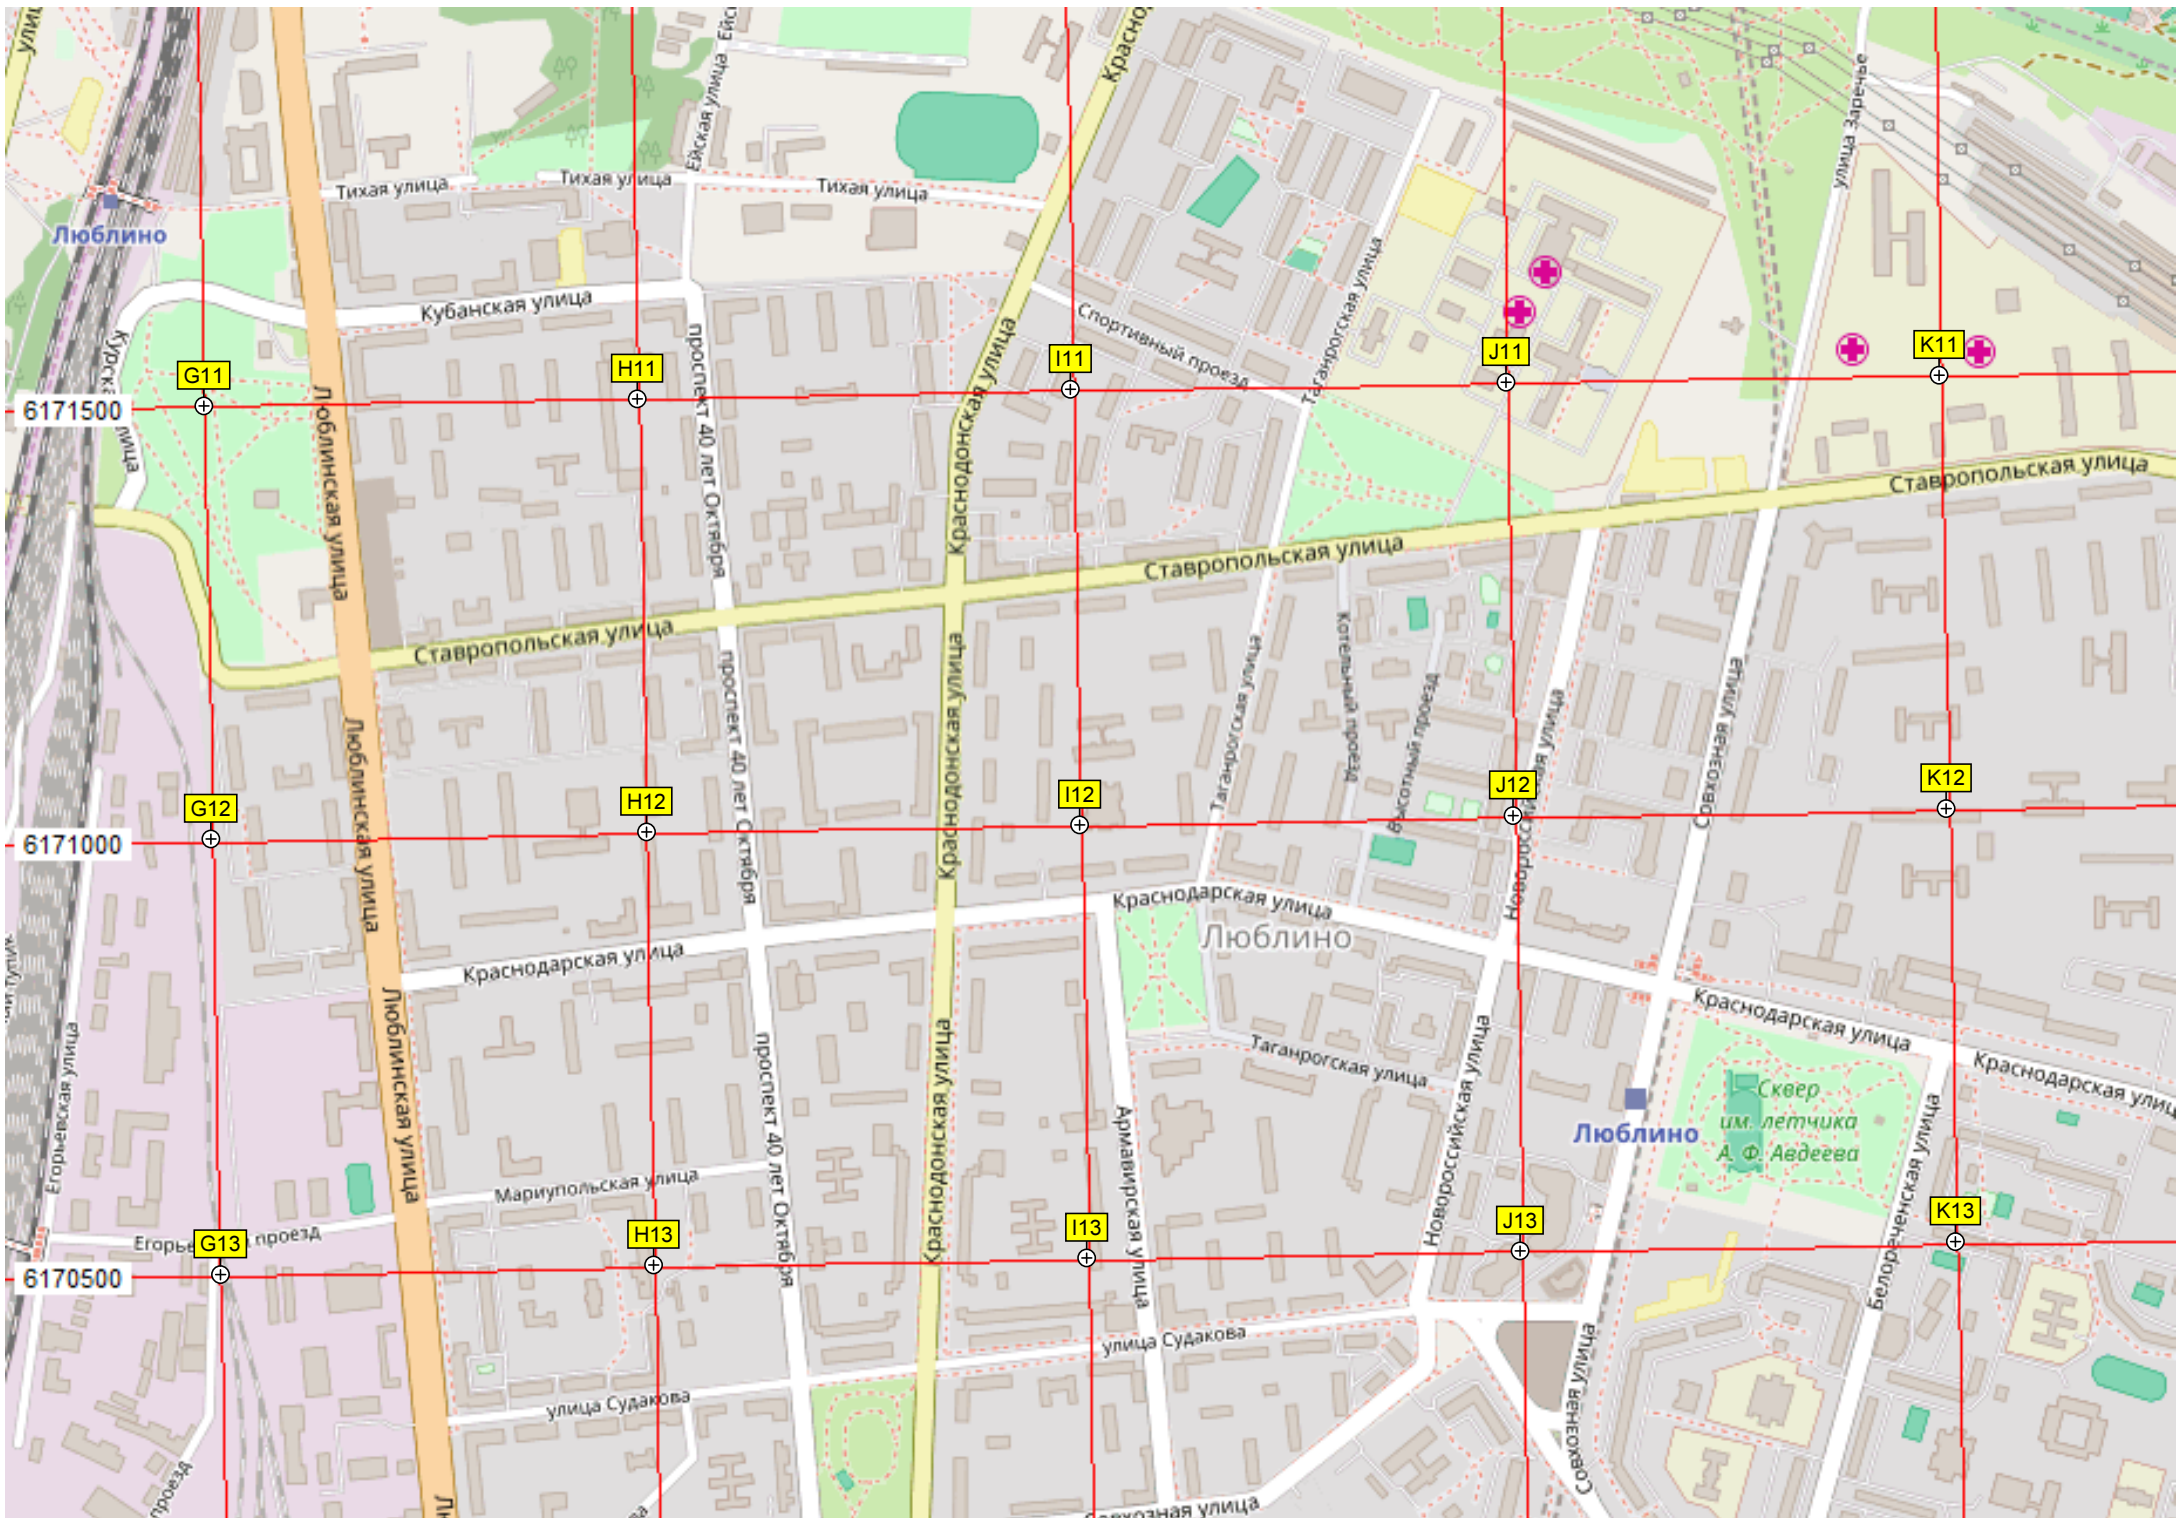 Красно
улица Заречье
Ейская улица
Тихая улица
Тихая улица
Тихая улица
Люблино
Кубанская улица
Спортивный проезд
Таганрогская улица
Краснодонская улица
проспект 40 лет Октября
Люблинская улица
G11
H11
I11
J11
K11
6171500
Ставропольская улица
Ставропольская улица
Ставропольская улица
Люблинская улица
проспект 40 лет Октября
Краснодонская улица
Таганрогская улица
Котельный проезд
Высотный проезд
Новороссийская улица
Совхозная улица
G12
H12
I12
J12
K12
6171000
Краснодарская улица
Люблино
Краснодарская улица
Краснодарская улица
Краснодарская улица
Таганрогская улица
Егорьевская улица
Люблинская улица
проспект 40 лет Октября
Краснодонская улица
Армавирская улица
Новороссийская улица
Люблино
Сквер
им. летчика
А. Ф. Авдеева
Белореченская улица
Мариупольская улица
проезд
G13
H13
I13
J13
K13
6170500
улица Судакова
улица Судакова
Совхозная улица
проезд
улица